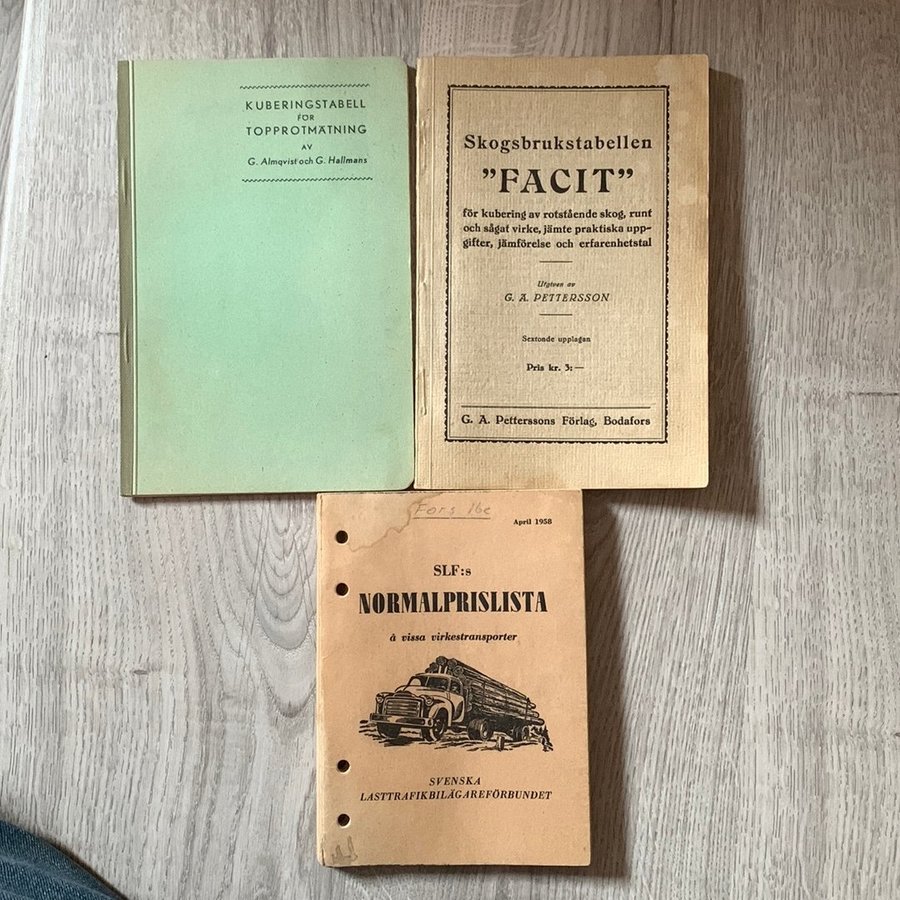 KUBERINGSTABELL
FÖR
TOPPROTMÄTNING
AV
G. Almqvist och G. Hallmans
Skogsbrukstabellen
"FACIT"
för kubering av rotstående skog, runt
och sågat virke, jämte praktiska upp-
gifter, jämförelse och erfarenhetstal
Utgiven av
G. A. PETTERSSON
Sextonde upplagan
Pris kr. 3:—
G. A. Petterssons Förlag, Bodafors
Fors 16c
April 1958
SLF:s
NORMALPRISLISTA
å vissa virkestransporter
SVENSKA
LASTTRAFIKBILÄGAREFÖRBUNDET